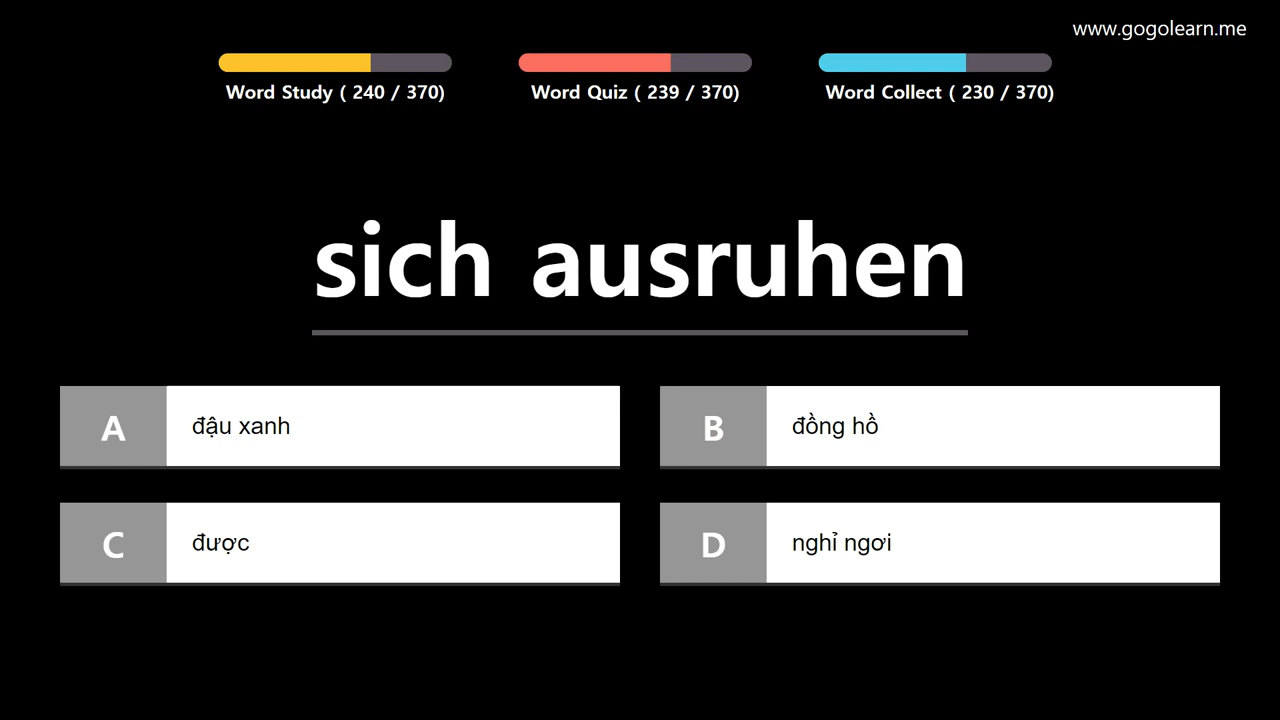 www.gogolearn.me
Word Study ( 240 / 370)
Word Quiz ( 239 / 370)
Word Collect ( 230 / 370)
sich ausruhen
A
đậu xanh
B
đồng hồ
C
được
D
nghỉ ngơi